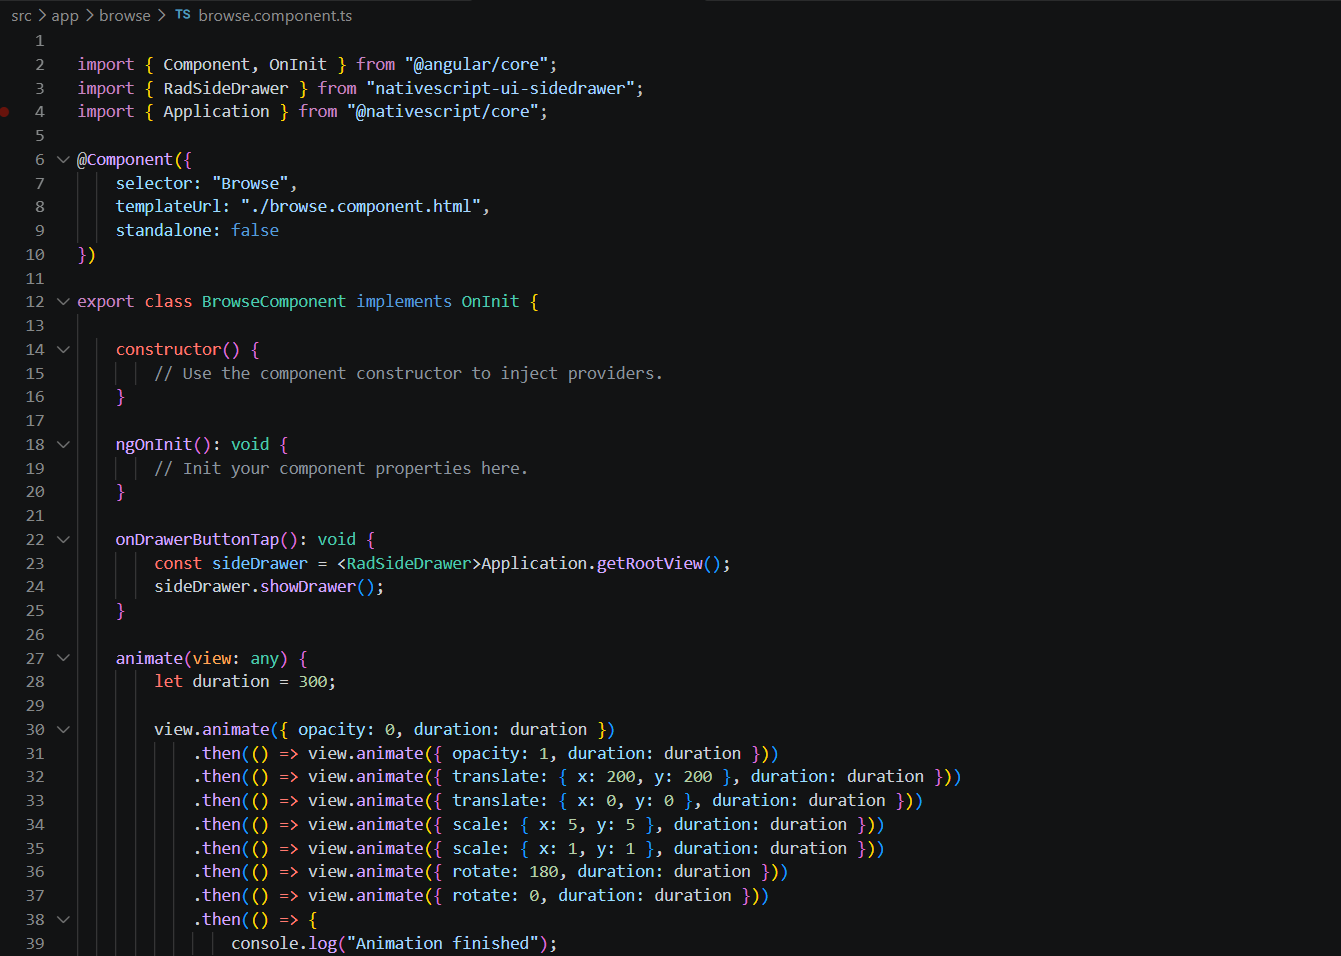 src > app > browse > TS browse.component.ts
1
2 import { Component, OnInit } from "@angular/core";
3 import { RadSideDrawer } from "nativescript-ui-sidedrawer";
4 import { Application } from "@nativescript/core";
5
6 @Component({
7     selector: "Browse",
8     templateUrl: "./browse.component.html",
9     standalone: false
10 })
11
12 export class BrowseComponent implements OnInit {
13
14     constructor() {
15         // Use the component constructor to inject providers.
16     }
17
18     ngOnInit(): void {
19         // Init your component properties here.
20     }
21
22     onDrawerButtonTap(): void {
23         const sideDrawer = <RadSideDrawer>Application.getRootView();
24         sideDrawer.showDrawer();
25     }
26
27     animate(view: any) {
28         let duration = 300;
29
30         view.animate({ opacity: 0, duration: duration })
31             .then(() => view.animate({ opacity: 1, duration: duration }))
32             .then(() => view.animate({ translate: { x: 200, y: 200 }, duration: duration }))
33             .then(() => view.animate({ translate: { x: 0, y: 0 }, duration: duration }))
34             .then(() => view.animate({ scale: { x: 5, y: 5 }, duration: duration }))
35             .then(() => view.animate({ scale: { x: 1, y: 1 }, duration: duration }))
36             .then(() => view.animate({ rotate: 180, duration: duration }))
37             .then(() => view.animate({ rotate: 0, duration: duration }))
38             .then(() => {
39                 console.log("Animation finished");